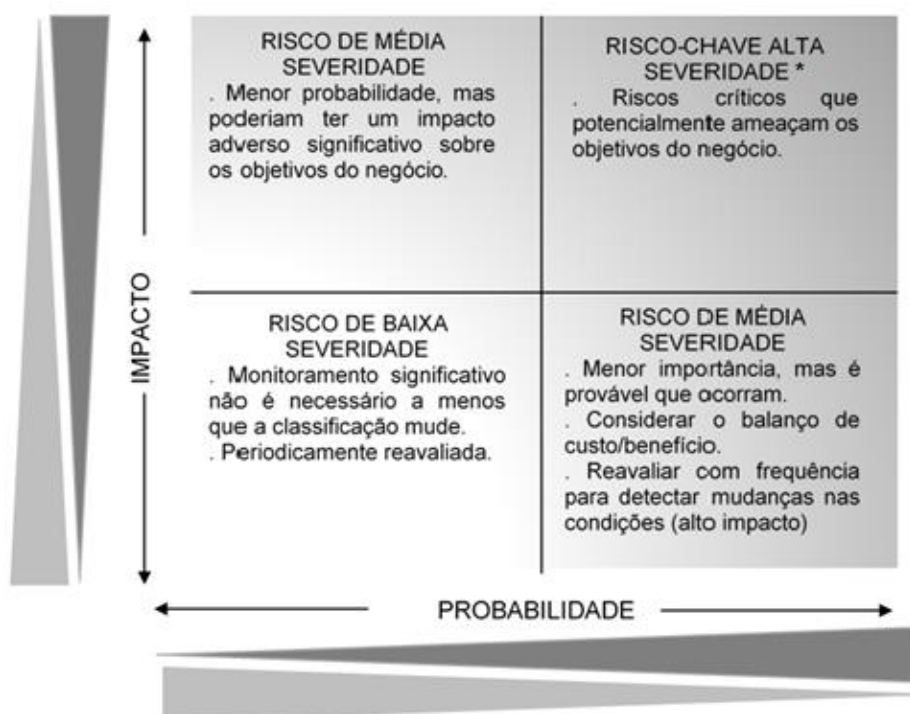 RISCO DE MÉDIA
SEVERIDADE
. Menor probabilidade, mas
poderiam ter um impacto
adverso significativo sobre
os objetivos do negócio.
RISCO-CHAVE ALTA
SEVERIDADE *
. Riscos críticos que
potencialmente ameaçam os
objetivos do negócio.
IMPACTO
RISCO DE BAIXA
SEVERIDADE
. Monitoramento significativo
não é necessário a menos
que a classificação mude.
. Periodicamente reavaliada.
RISCO DE MÉDIA
SEVERIDADE
. Menor importância, mas é
provável que ocorram.
. Considerar o balanço de
custo/benefício.
. Reavaliar com frequência
para detectar mudanças nas
condições (alto impacto)
PROBABILIDADE